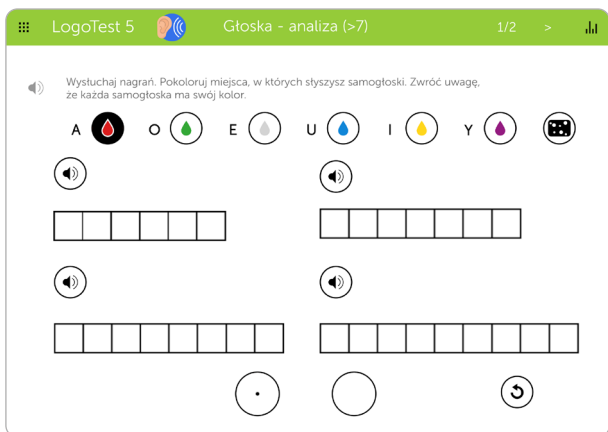 LogoTest 5 Głoska - analiza (>7) 1/2 >
Wysłuchaj nagrań. Pokoloruj miejsca, w których słyszysz samogłoski. Zwróć uwagę,
że każda samogłoska ma swój kolor.
A O E U I Y